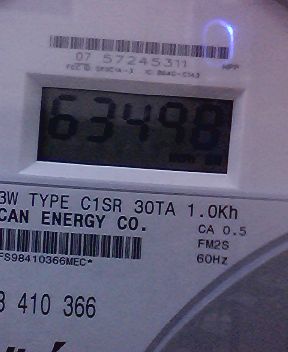 07 57245311
63498
3W TYPE C1SR 30TA 1.0Kh
CAN ENERGY CO.
CA 0.5
FM2S
FS98410366MEC*
60Hz
3 410 366